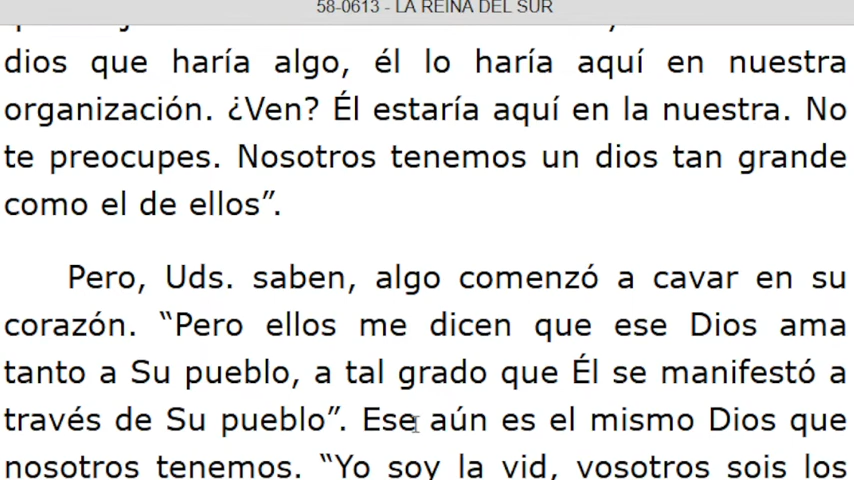 58-0613 - LA REINA DEL SUR
dios que haría algo, él lo haría aquí en nuestra
organización. ¿Ven? Él estaría aquí en la nuestra. No
te preocupes. Nosotros tenemos un dios tan grande
como el de ellos”.
Pero, Uds. saben, algo comenzó a cavar en su
corazón. “Pero ellos me dicen que ese Dios ama
tanto a Su pueblo, a tal grado que Él se manifestó a
través de Su pueblo”. Ese aún es el mismo Dios que
nosotros tenemos. “Yo soy la vid, vosotros sois los